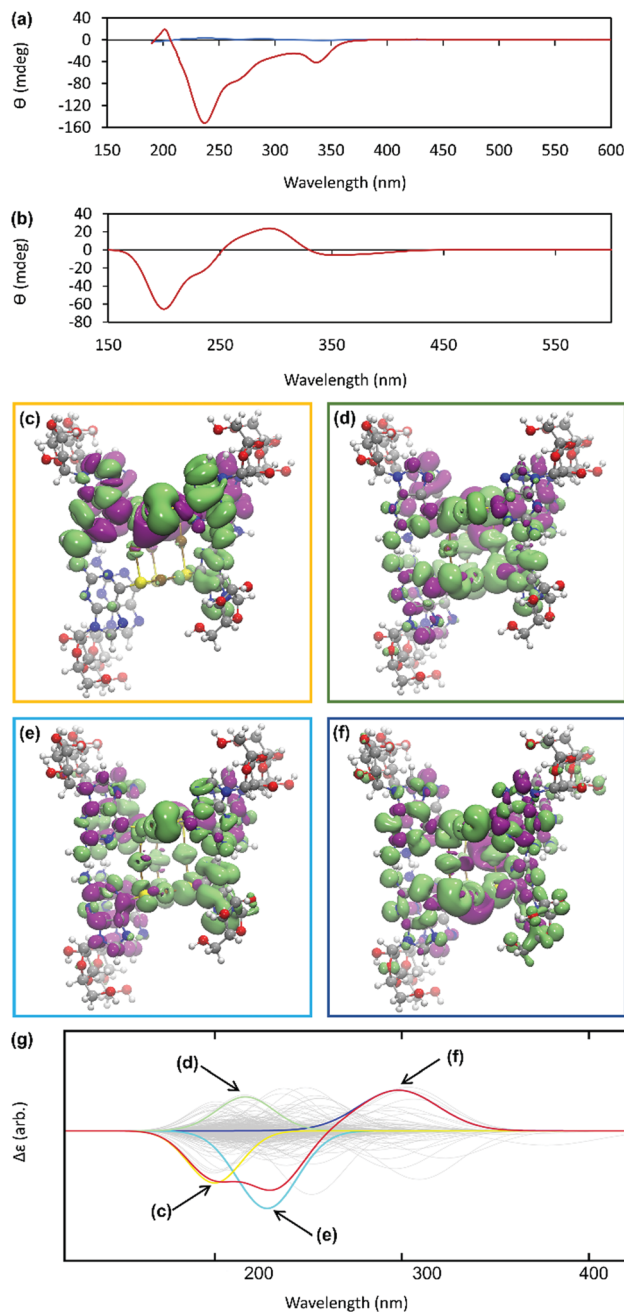 (a)
40
0
-40
-80
-120
-160
Θ (mdeg)
150 200 250 300 350 400 450 500 550 600
Wavelength (nm)
(b)
40
20
0
-20
-40
-60
-80
Θ (mdeg)
150 250 350 450 550
Wavelength (nm)
(c) (d)
(e) (f)
(g)
(d) (f)
Δε (arb.)
(c) (e)
200 300 400
Wavelength (nm)